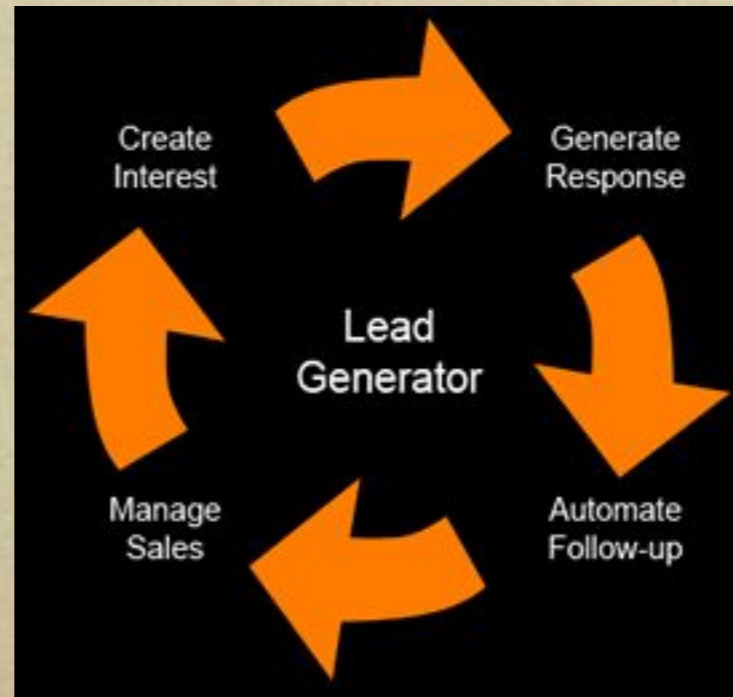 Create
Interest
Generate
Response
Lead
Generator
Manage
Sales
Automate
Follow-up